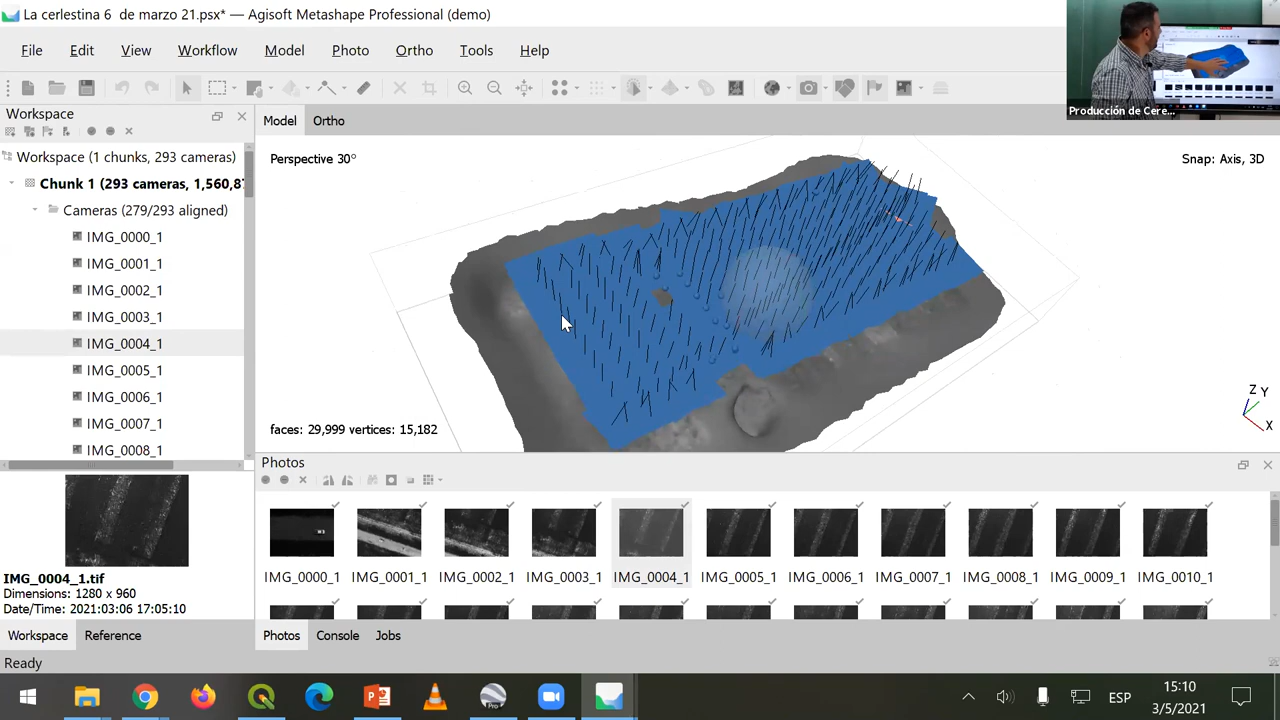 La cerlestina 6 de marzo 21.psx* — Agisoft Metashape Professional (demo)
File Edit View Workflow Model Photo Ortho Tools Help
Workspace
Workspace (1 chunks, 293 cameras)
Chunk 1 (293 cameras, 1,560,87
Cameras (279/293 aligned)
IMG_0000_1
IMG_0001_1
IMG_0002_1
IMG_0003_1
IMG_0004_1
IMG_0005_1
IMG_0006_1
IMG_0007_1
IMG_0008_1
IMG_0004_1.tif
Dimensions: 1280 x 960
Date/Time: 2021:03:06 17:05:10
Workspace Reference
Model Ortho
Perspective 30°
Snap: Axis, 3D
Z Y
X
faces: 29,999 vertices: 15,182
Photos
IMG_0000_1 IMG_0001_1 IMG_0002_1 IMG_0003_1 IMG_0004_1 IMG_0005_1 IMG_0006_1 IMG_0007_1 IMG_0008_1 IMG_0009_1 IMG_0010_1
Photos Console Jobs
Producción de Cere...
Ready
Pro
ESP
15:10
3/5/2021